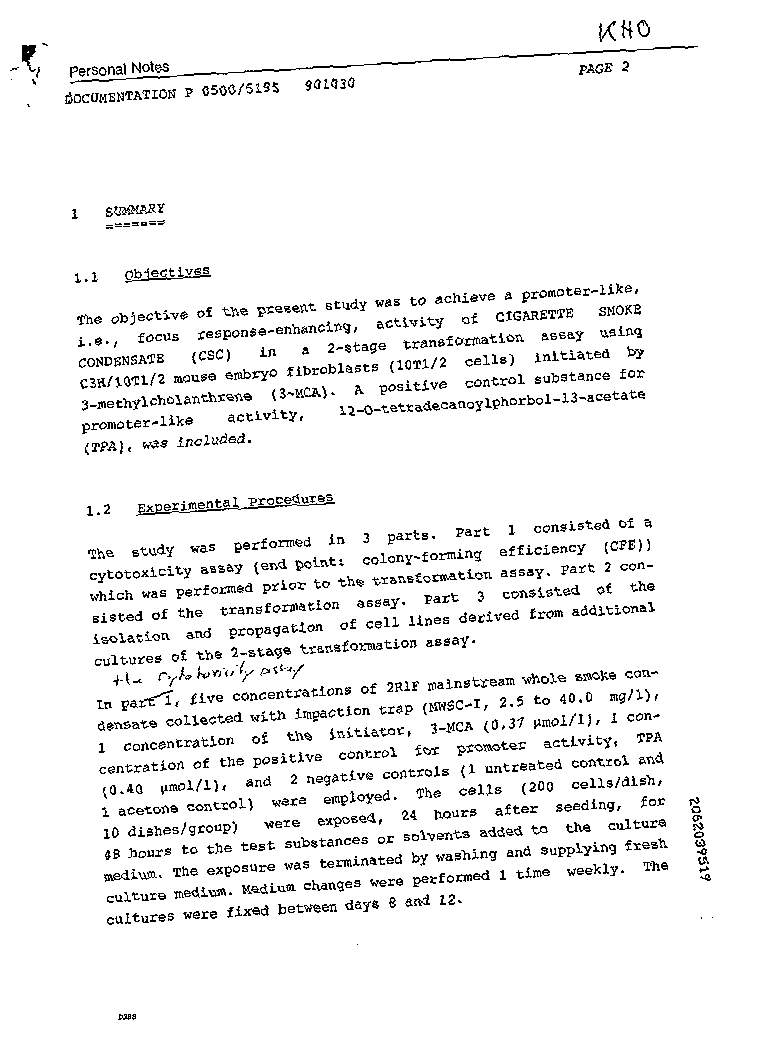 KHO
Personal Notes
PAGE 2
DOCUMENTATION P 0500/5195 901030
1 SUMMARY
=======
1.1 Objectives
The objective of the present study was to achieve a promoter-like,
i.e., focus response-enhancing, activity of CIGARETTE SMOKE
CONDENSATE (CSC) in a 2-stage transformation assay using
C3H/10T1/2 mouse embryo fibroblasts (10T1/2 cells) initiated by
3-methylcholanthrene (3-MCA). A positive control substance for
promoter-like activity, 12-O-tetradecanoylphorbol-13-acetate
(TPA), was included.
1.2 Experimental Procedures
The study was performed in 3 parts. Part 1 consisted of a
cytotoxicity assay (end point: colony-forming efficiency (CFE))
which was performed prior to the transformation assay. Part 2 con-
sisted of the transformation assay. Part 3 consisted of the
isolation and propagation of cell lines derived from additional
cultures of the 2-stage transformation assay.
the cytotoxicity assay
In part 1, five concentrations of 2R1F mainstream whole smoke con-
densate collected with impaction trap (MWSC-I, 2.5 to 40.0 mg/l),
1 concentration of the initiator, 3-MCA (0.37 µmol/l), 1 con-
centration of the positive control for promoter activity, TPA
(0.40 µmol/l), and 2 negative controls (1 untreated control and
1 acetone control) were employed. The cells (200 cells/dish,
10 dishes/group) were exposed, 24 hours after seeding, for
48 hours to the test substances or solvents added to the culture
medium. The exposure was terminated by washing and supplying fresh
culture medium. Medium changes were performed 1 time weekly. The
cultures were fixed between days 8 and 12.
2062039519